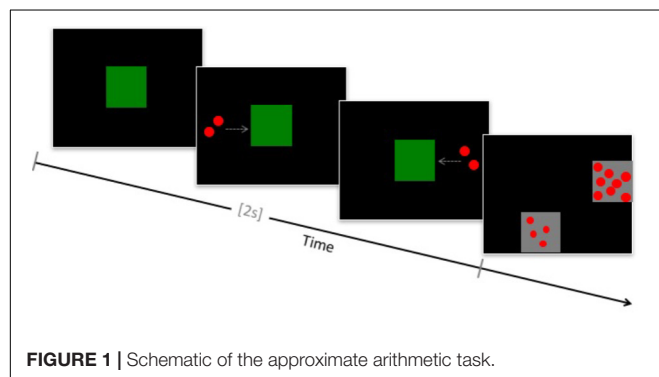 [2s]
Time
FIGURE 1 | Schematic of the approximate arithmetic task.